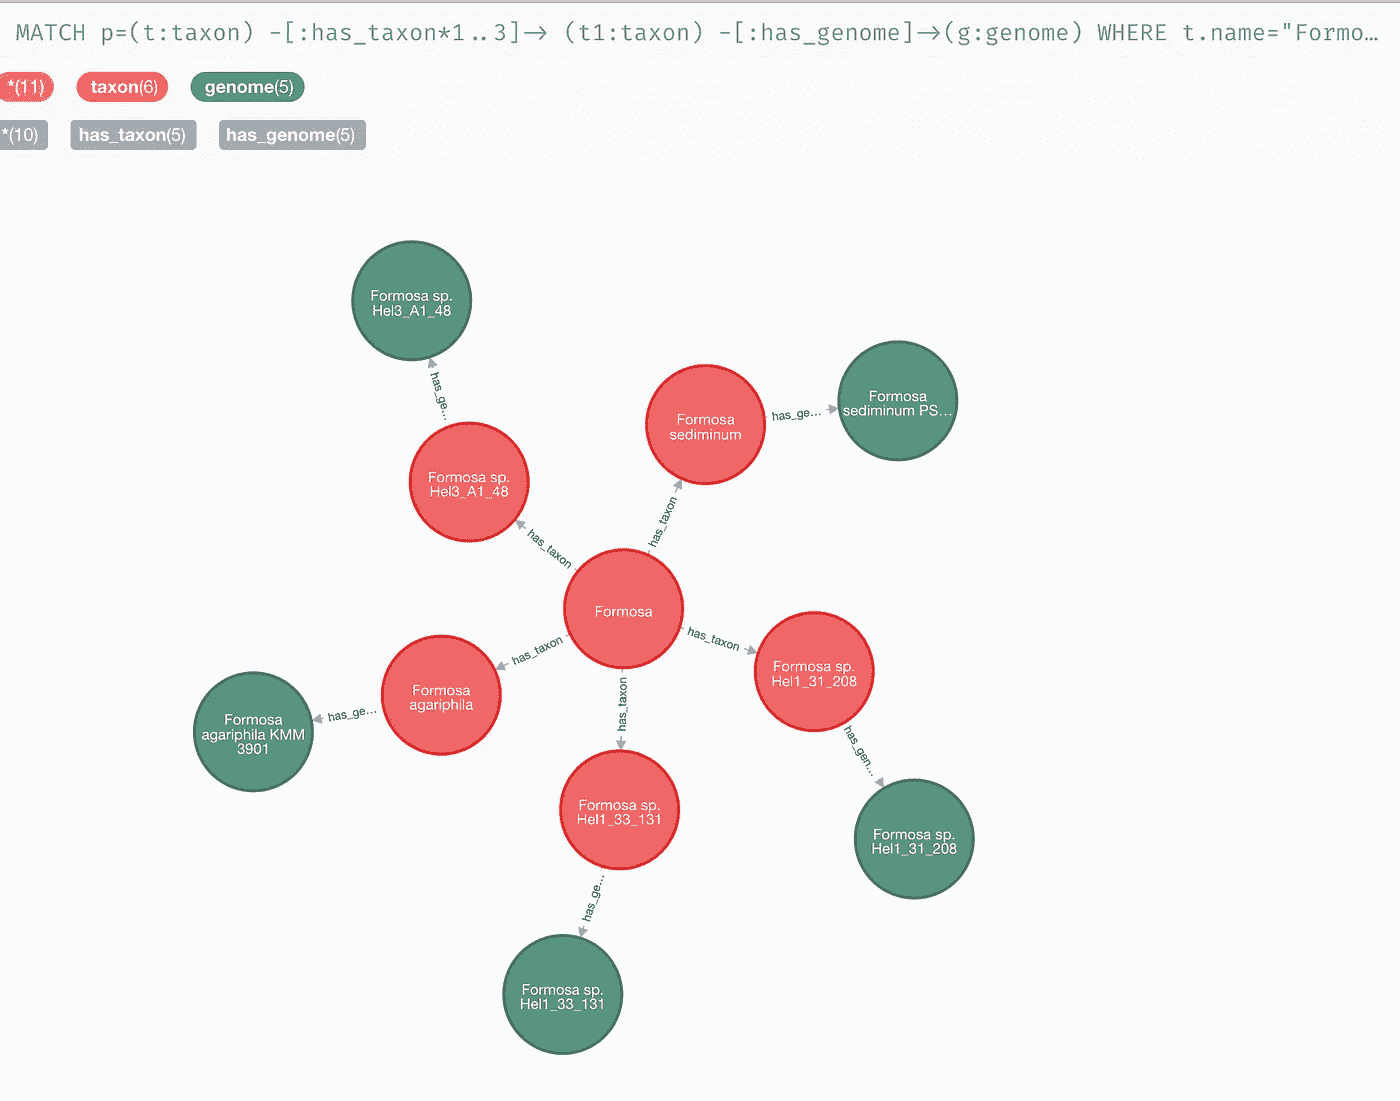 MATCH p=(t:taxon) -[:has_taxon*1..3]-> (t1:taxon) -[:has_genome]->(g:genome) WHERE t.name="Formo…
*(11) taxon(6) genome(5)
*(10) has_taxon(5) has_genome(5)
Formosa sp.
Hel3_A1_48
has_ge…
Formosa sp.
Hel3_A1_48
has_taxon
Formosa
sediminum
has_ge…
Formosa
sediminum PS…
has_taxon
Formosa
has_taxon
Formosa sp.
Hel1_31_208
has_gen…
Formosa sp.
Hel1_31_208
has_taxon
Formosa
agariphila
has_ge…
Formosa
agariphila KMM
3901
has_taxon
Formosa sp.
Hel1_33_131
has_ge…
Formosa sp.
Hel1_33_131